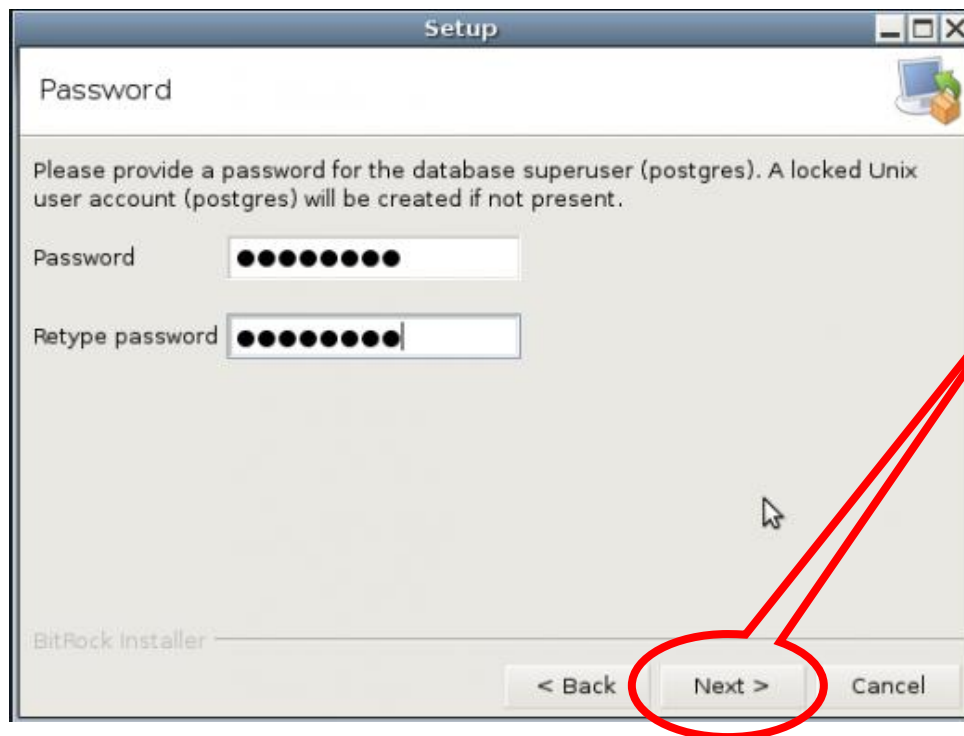 Setup
Password
Please provide a password for the database superuser (postgres). A locked Unix
user account (postgres) will be created if not present.
Password ●●●●●●●●
Retype password ●●●●●●●●
BitRock Installer
< Back Next > Cancel